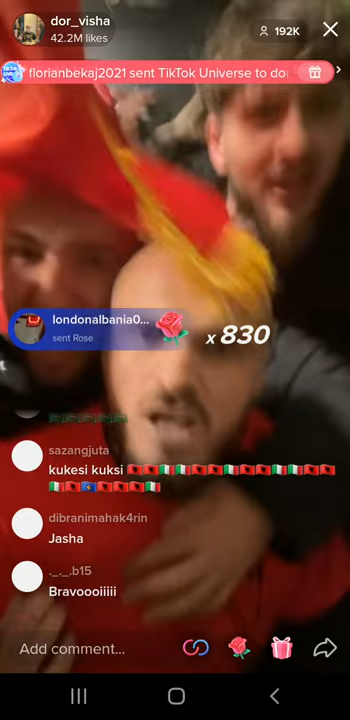 dor_visha
42.2M likes
192K
florianbekaj2021 sent TikTok Universe to do
londonalbania0...
sent Rose
x 830
sazangjuta
kukesi kuksi 🇦🇱🇦🇱🇮🇹🇮🇹🇦🇱🇦🇱🇦🇱🇮🇹🇦🇱🇦🇱🇮🇹🇮🇹🇦🇱🇦🇱
🇮🇹🇦🇱🇽🇰🇦🇱🇦🇱🇦🇱🇮🇹
dibranimahak4rin
Jasha
._._.b15
Bravoooiiiii
Add comment...